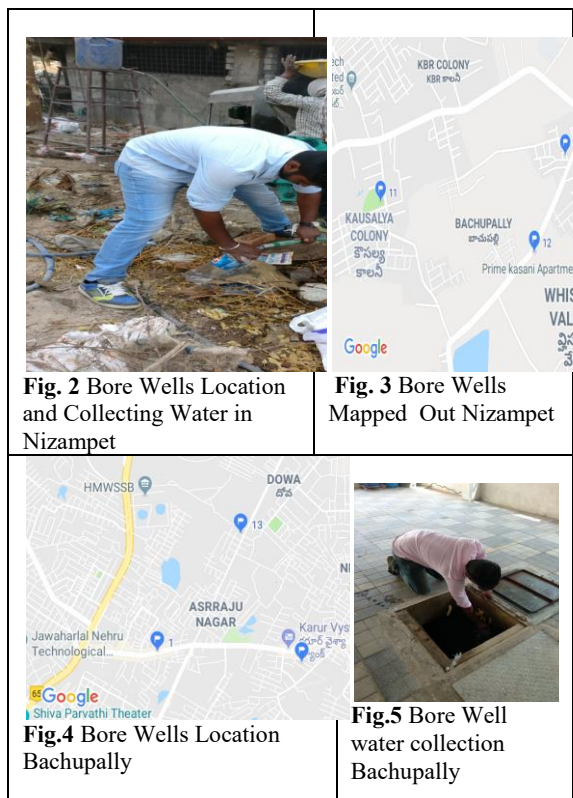 KBR COLONY
KBR కాలనీ
11
KAUSALYA
COLONY
కౌసల్య
కాలనీ
BACHUPALLY
బాచుపల్లి
12
Prime kasani Apartme
WHIS
VAL
Google
Fig. 2 Bore Wells Location
and Collecting Water in
Nizampet
Fig. 3 Bore Wells
Mapped Out Nizampet
HMWSSB
DOWA
దోవ
13
ASRRAJU
NAGAR
Karur Vys
కరూర్ వైశ్యా
Jawaharlal Nehru
Technological...
1
65
Google
Shiva Parvathi Theater
Fig.4 Bore Wells Location
Bachupally
Fig.5 Bore Well
water collection
Bachupally